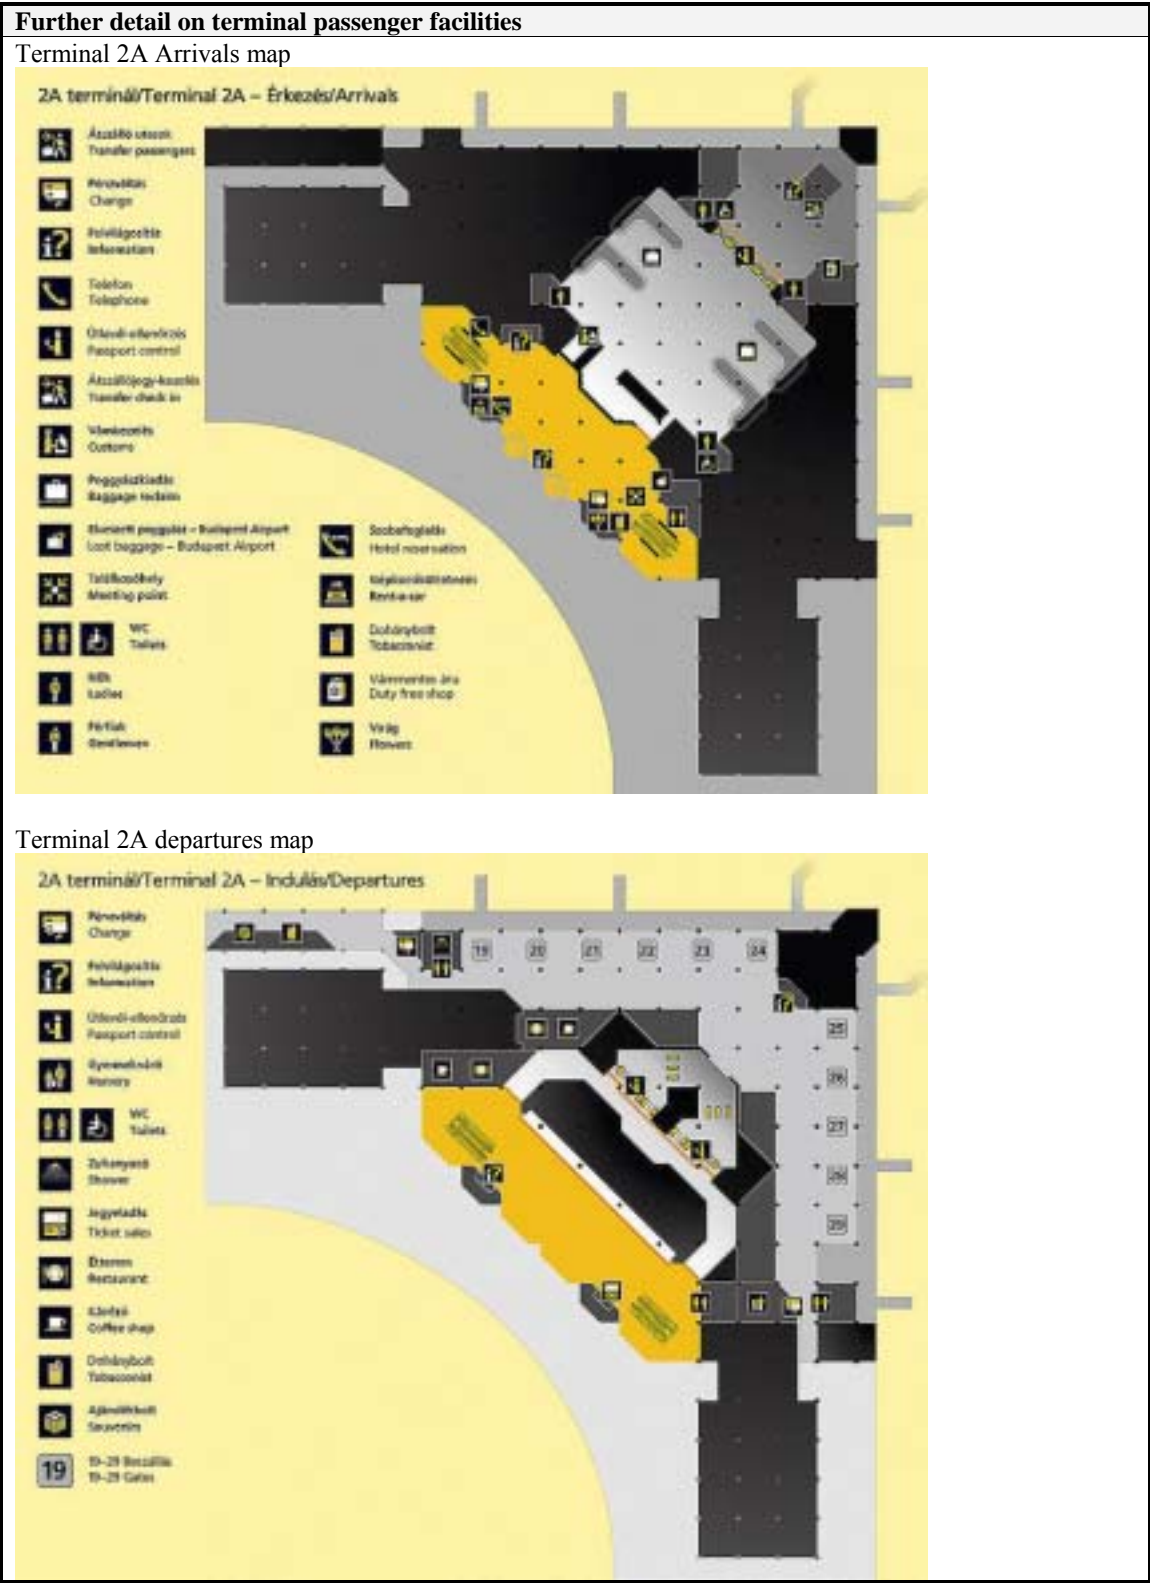 Further detail on terminal passenger facilities
Terminal 2A Arrivals map
2A terminál/Terminal 2A – Érkezés/Arrivals
Átszálló utasok
Transfer passengers
Pénzváltás
Change
Felvilágosítás
Information
Telefon
Telephone
Útlevél-ellenőrzés
Passport control
Átszállójegy-kezelés
Transfer check in
Vámkezelés
Customs
Poggyászkiadás
Baggage reclaim
Elveszett poggyász – Budapest Airport
Lost baggage – Budapest Airport
Találkozóhely
Meeting point
WC
Toilets
Nők
Ladies
Férfiak
Gentlemen
Szobafoglalás
Hotel reservation
Rent-a-car
Dohánybolt
Tobacconist
Vámmentes áru
Duty free shop
Virág
Flowers
Terminal 2A departures map
2A terminál/Terminal 2A – Indulás/Departures
Pénzváltás
Change
Felvilágosítás
Information
Útlevél-ellenőrzés
Passport control
Nursery
WC
Toilets
Zuhanyozó
Shower
Jegyeladás
Ticket sales
Étterem
Restaurant
Kávézó
Coffee shop
Dohánybolt
Tobacconist
Ajándékbolt
Souvenirs
19
19–29 Beszállás
19–29 Gates
19 20 21 22 23 24
25
26
27
28
29